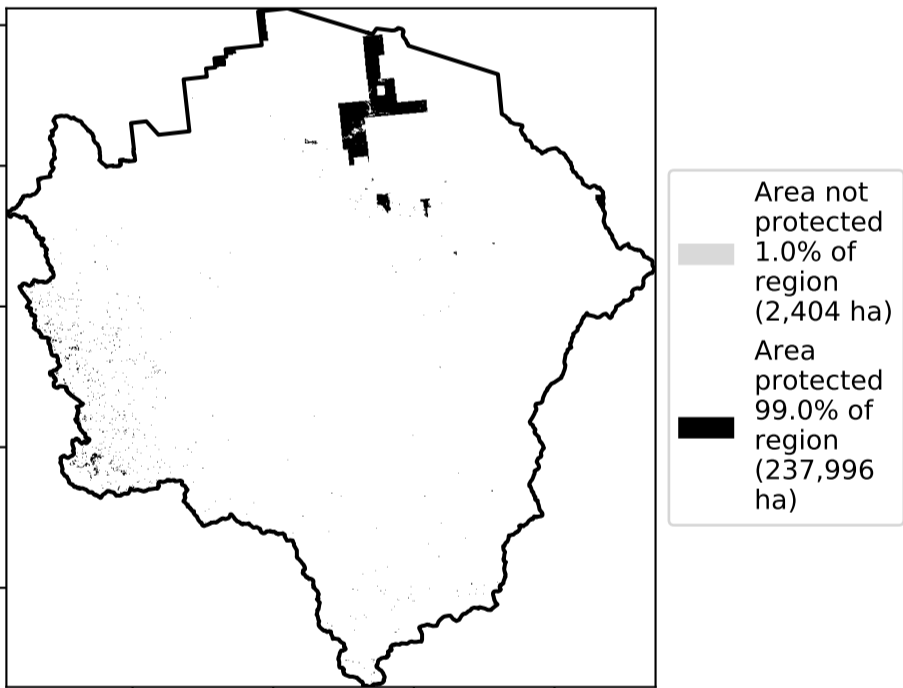 Area not
protected
1.0% of
region
(2,404 ha)
Area
protected
99.0% of
region
(237,996
ha)